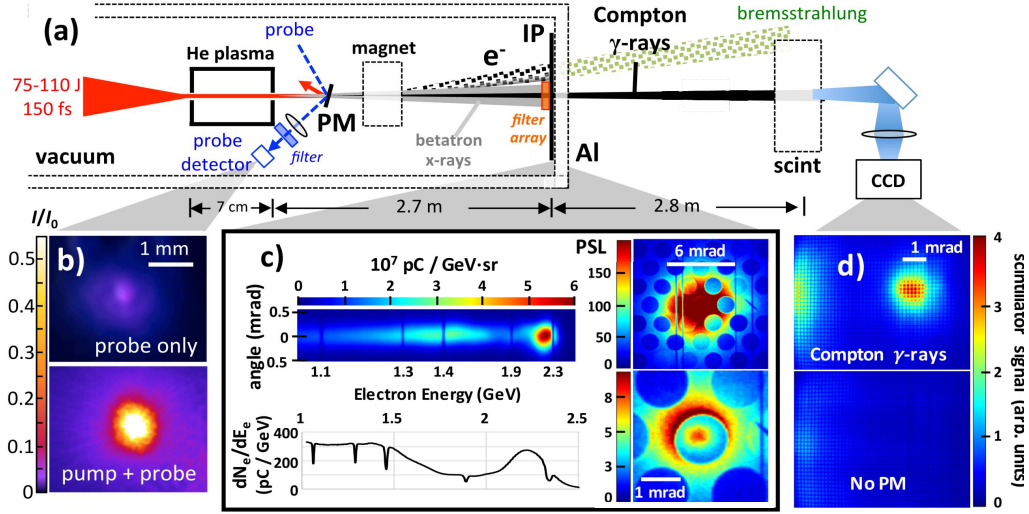 (a)
probe
magnet
IP
e-
Compton
γ-rays
bremsstrahlung
He plasma
75-110 J
150 fs
PM
vacuum
probe
detector
filter
betatron
x-rays
filter
array
Al
scint
CCD
7 cm
2.7 m
2.8 m
I/I0
0.5
0.4
0.3
0.2
0.1
0
b)
1 mm
probe only
pump + probe
c)
10⁷ pC / GeV·sr
0 1 2 3 4 5 6
angle (mrad)
0.5
0
0.5
1.1 1.3 1.4 1.9 2.3
Electron Energy (GeV)
1 1.5 2 2.5
dNe/dEe
(pC / GeV)
400
200
0
PSL
150
100
50
0
6 mrad
8
5
3
0
1 mrad
d)
1 mrad
Compton γ-rays
No PM
4
3
2
1
0
scintillator signal (arb. units)